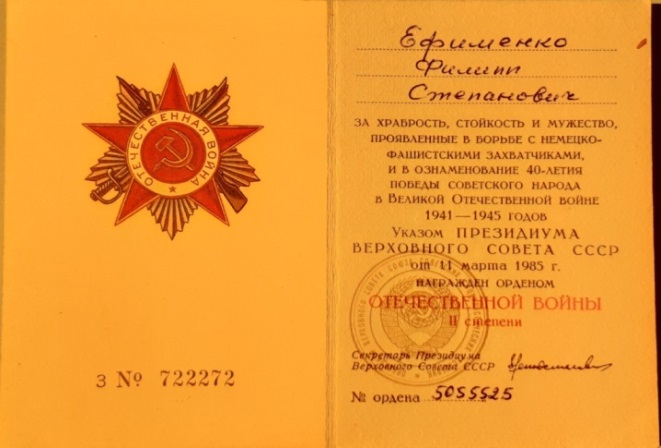 ОТЕЧЕСТВЕННАЯ ВОЙНА
З № 722272
Ефименко
Филипп
Степанович
ЗА ХРАБРОСТЬ, СТОЙКОСТЬ И МУЖЕСТВО,
ПРОЯВЛЕННЫЕ В БОРЬБЕ С НЕМЕЦКО-
ФАШИСТСКИМИ ЗАХВАТЧИКАМИ,
И В ОЗНАМЕНОВАНИЕ 40-ЛЕТИЯ
ПОБЕДЫ СОВЕТСКОГО НАРОДА
В ВЕЛИКОЙ ОТЕЧЕСТВЕННОЙ ВОЙНЕ
1941—1945 ГОДОВ
УКАЗОМ ПРЕЗИДИУМА
ВЕРХОВНОГО СОВЕТА СССР
от 11 марта 1985 г.
НАГРАЖДЕН ОРДЕНОМ
ОТЕЧЕСТВЕННОЙ ВОЙНЫ
II степени
Секретарь Президиума
Верховного Совета СССР
№ ордена 5055525